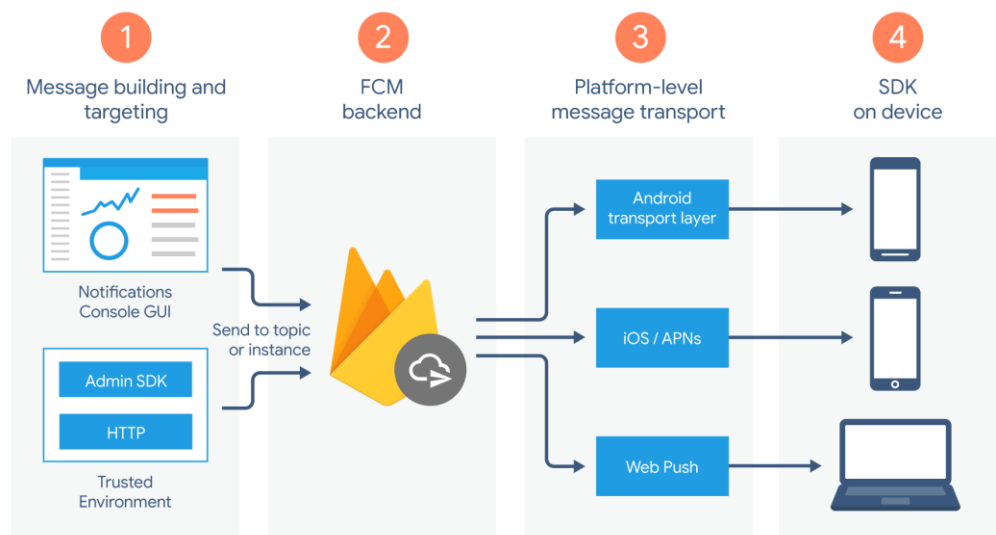 1
Message building and
targeting
2
FCM
backend
3
Platform-level
message transport
4
SDK
on device
Notifications
Console GUI
Send to topic
or instance
Admin SDK
HTTP
Trusted
Environment
Android
transport layer
iOS / APNs
Web Push